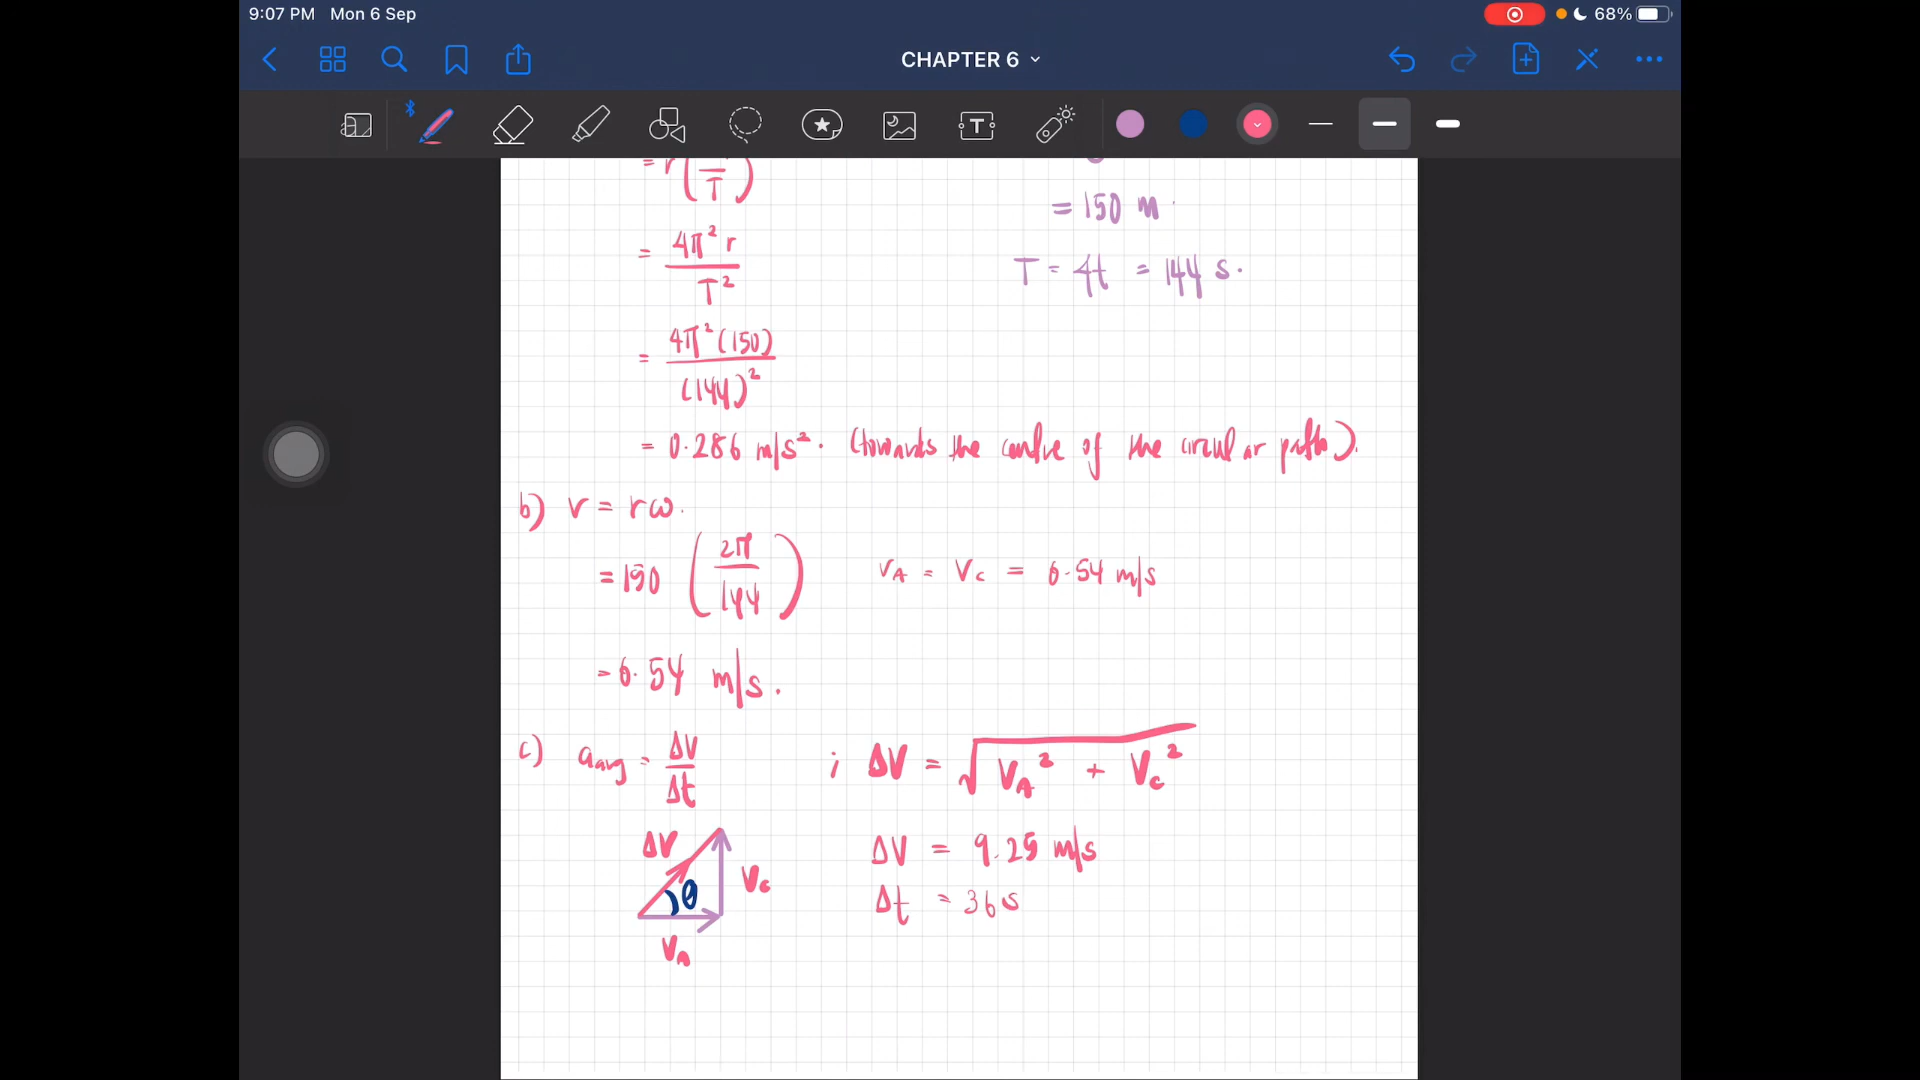 9:07 PM Mon 6 Sep
68%
CHAPTER 6
= r ( / T )
= 150 m
= 4π² r / T²
T = 4t = 144 s.
= 4π² (150) / (144)²
= 0.286 m/s². (towards the centre of the circular path).
b) v = rω.
= 150 ( 2π / 144 )
VA = Vc = 6.54 m/s
= 6.54 m/s.
c) aavg = ΔV / Δt ; ΔV = √(VA² + Vc²)
ΔV
ΔV = 9.25 m/s
θ Vc
Δt = 36 s
VA